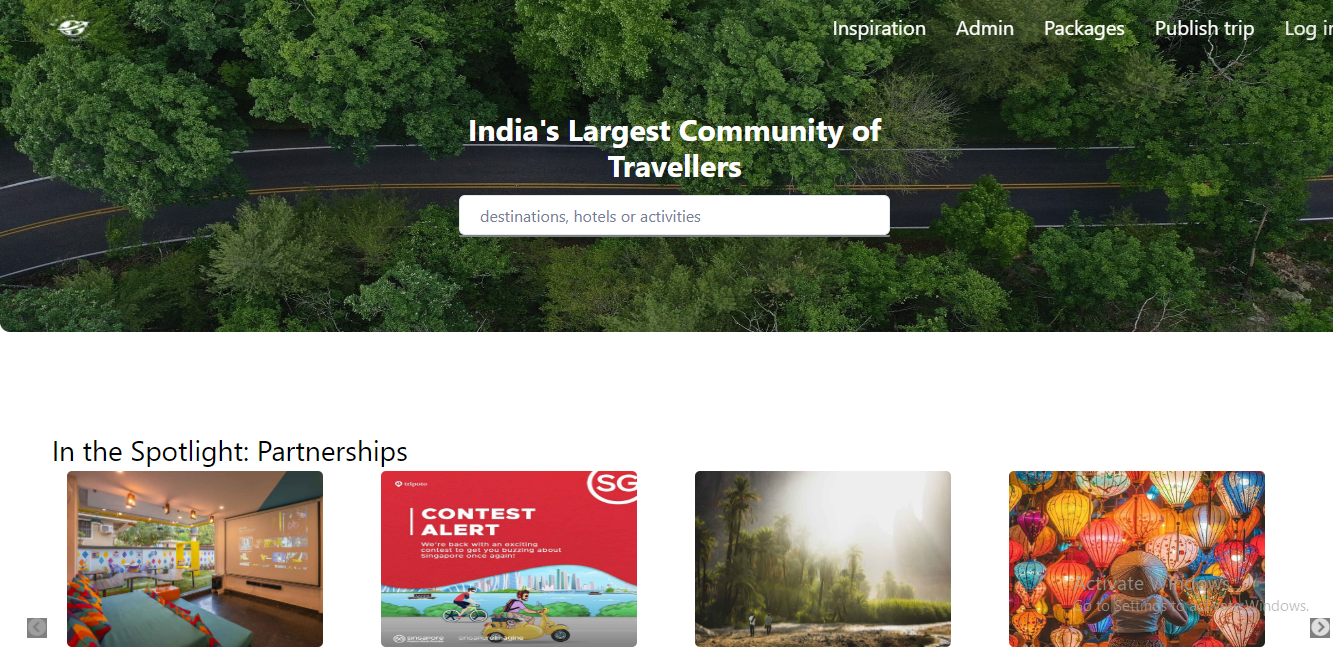 Inspiration Admin Packages Publish trip Log in
India's Largest Community of
Travellers
destinations, hotels or activities
In the Spotlight: Partnerships
SG
CONTEST
ALERT
We're back with an exciting
contest to get you buzzing about
Singapore once again!
Activate Windows
Go to Settings to activate Windows.